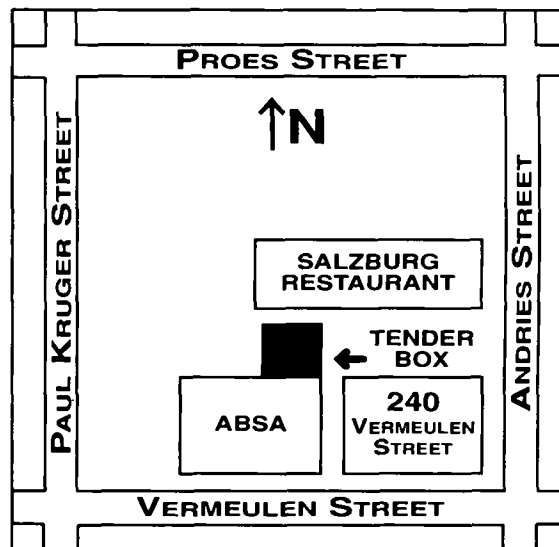 PROES STREET
N
PAUL KRUGER STREET
ANDRIES STREET
SALZBURG
RESTAURANT
TENDER
BOX
ABSA
240
VERMEULEN
STREET
VERMEULEN STREET